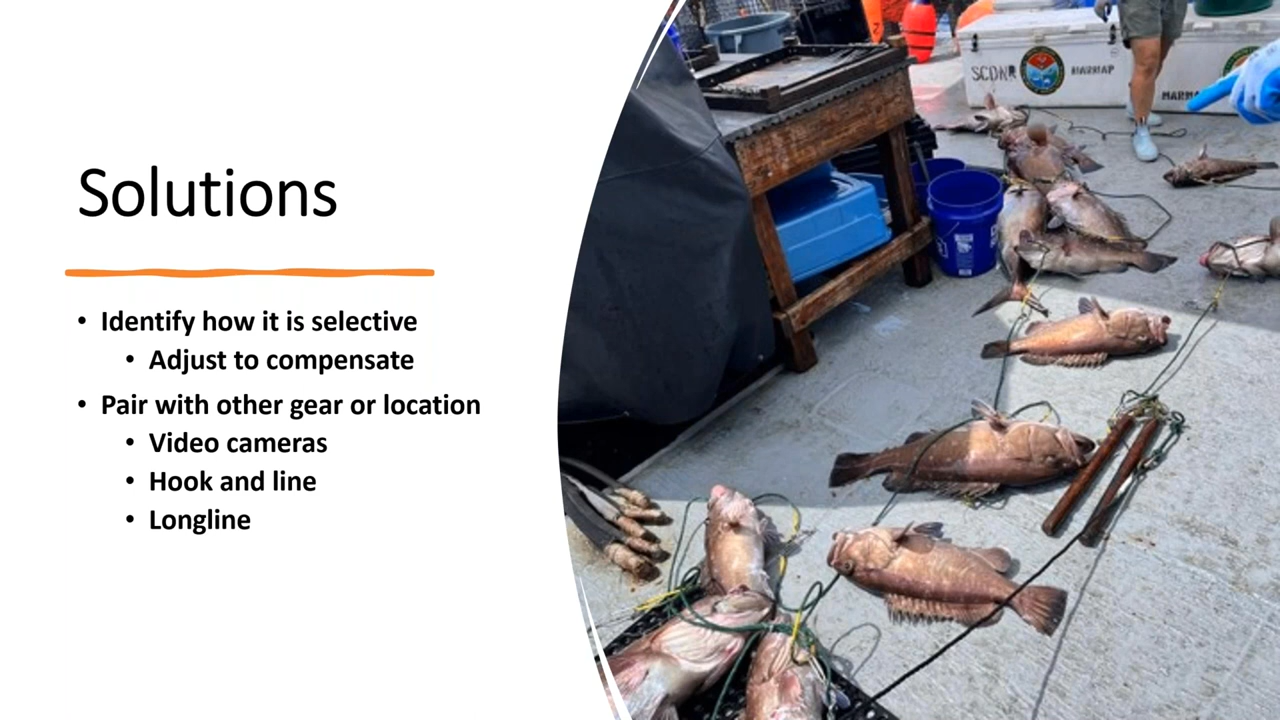 Solutions
• Identify how it is selective
• Adjust to compensate
• Pair with other gear or location
• Video cameras
• Hook and line
• Longline
SCDNR
MARMAP
MARMA